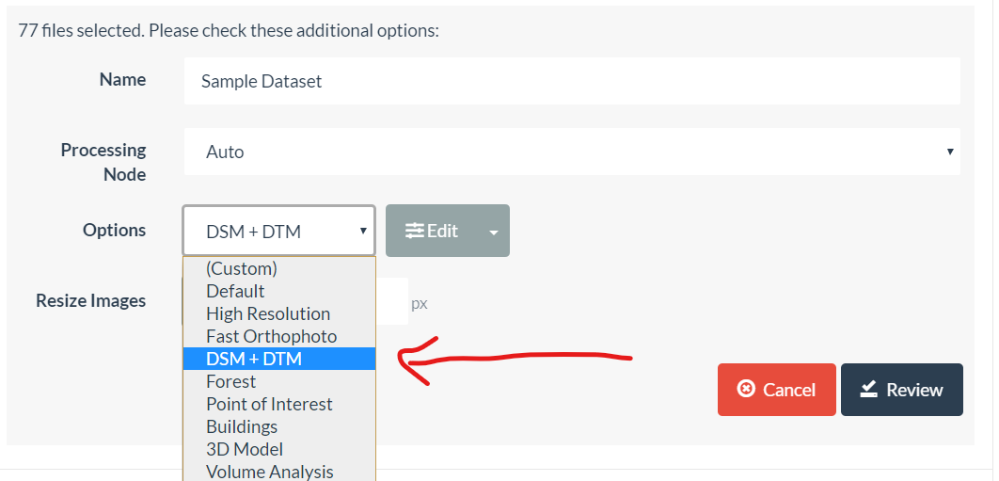 77 files selected. Please check these additional options:
Name
Sample Dataset
Processing
Node
Auto
Options
DSM + DTM
Edit
(Custom)
Default
High Resolution
Fast Orthophoto
DSM + DTM
Forest
Point of Interest
Buildings
3D Model
Volume Analysis
Resize Images
px
Cancel
Review